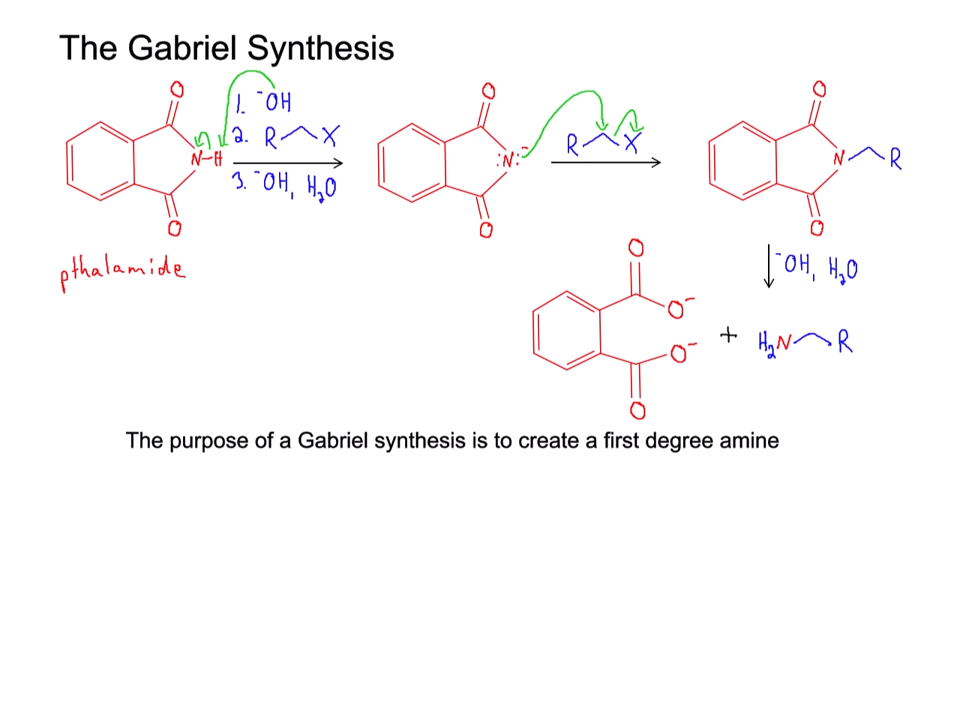 The Gabriel Synthesis
O
O
O
1. ⁻OH
2. R X
R X
N-H
:N:⁻
N R
3. ⁻OH, H₂O
O
O
O
pthalamide
O
⁻OH, H₂O
O⁻
O⁻
+ H₂N R
O
The purpose of a Gabriel synthesis is to create a first degree amine